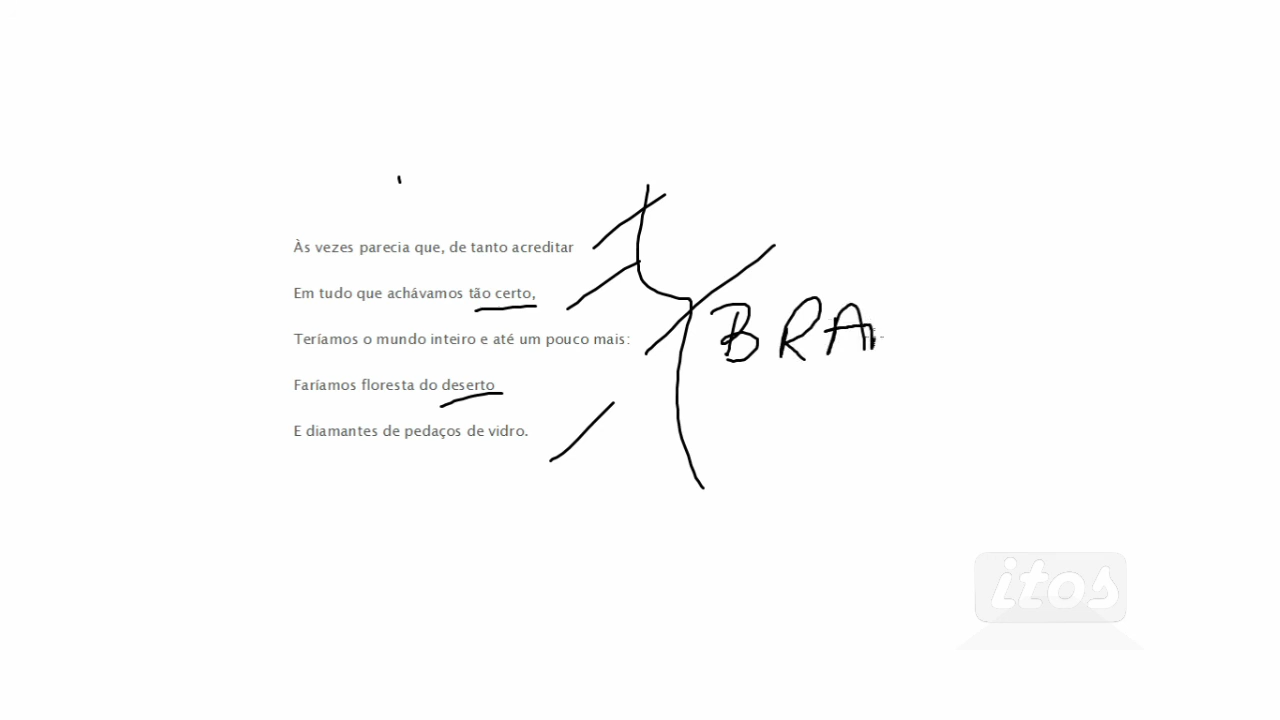 Às vezes parecia que, de tanto acreditar
Em tudo que achávamos tão certo,
Teríamos o mundo inteiro e até um pouco mais:
Faríamos floresta do deserto
E diamantes de pedaços de vidro.
BRA
itos